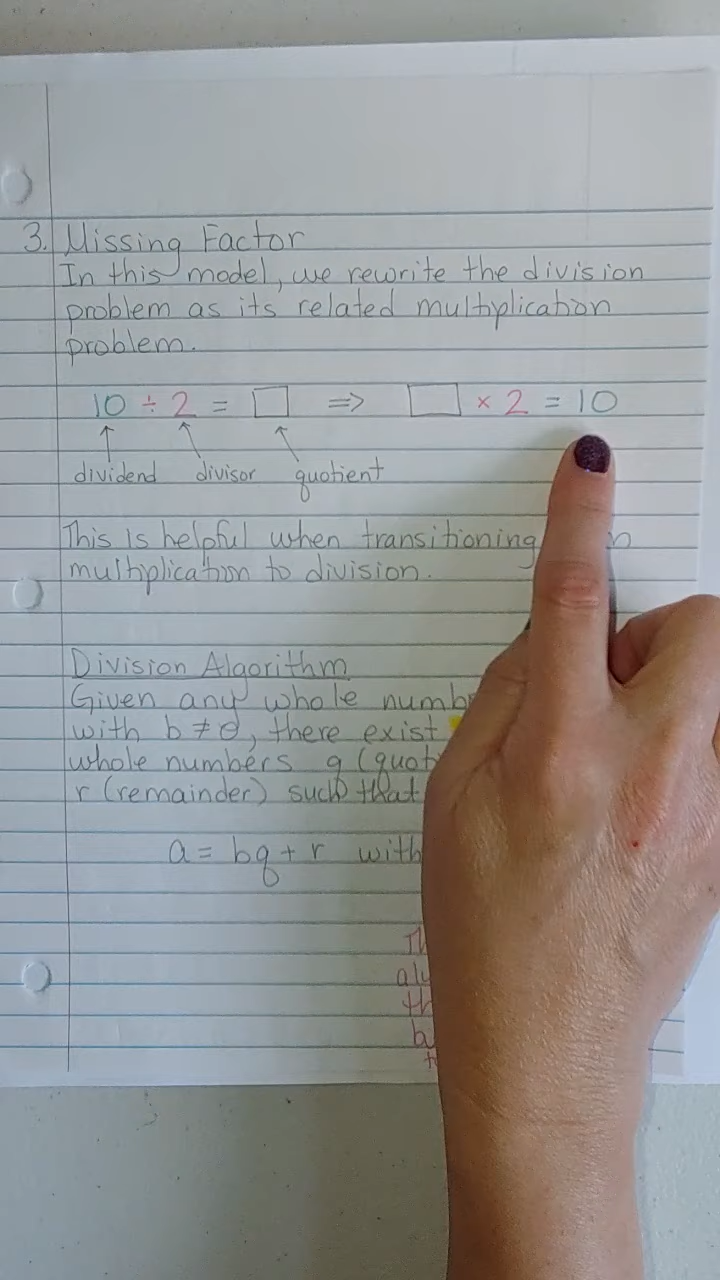 3. Missing Factor
In this model, we rewrite the division
problem as its related multiplication
problem.
10 ÷ 2 = □ ⇒ □ × 2 = 10
dividend divisor quotient
This is helpful when transitioning
multiplication to division.
Division Algorithm
Given any whole
with b ≠ 0, there exist
whole numbers q
r (remainder) such that
a = bq + r with